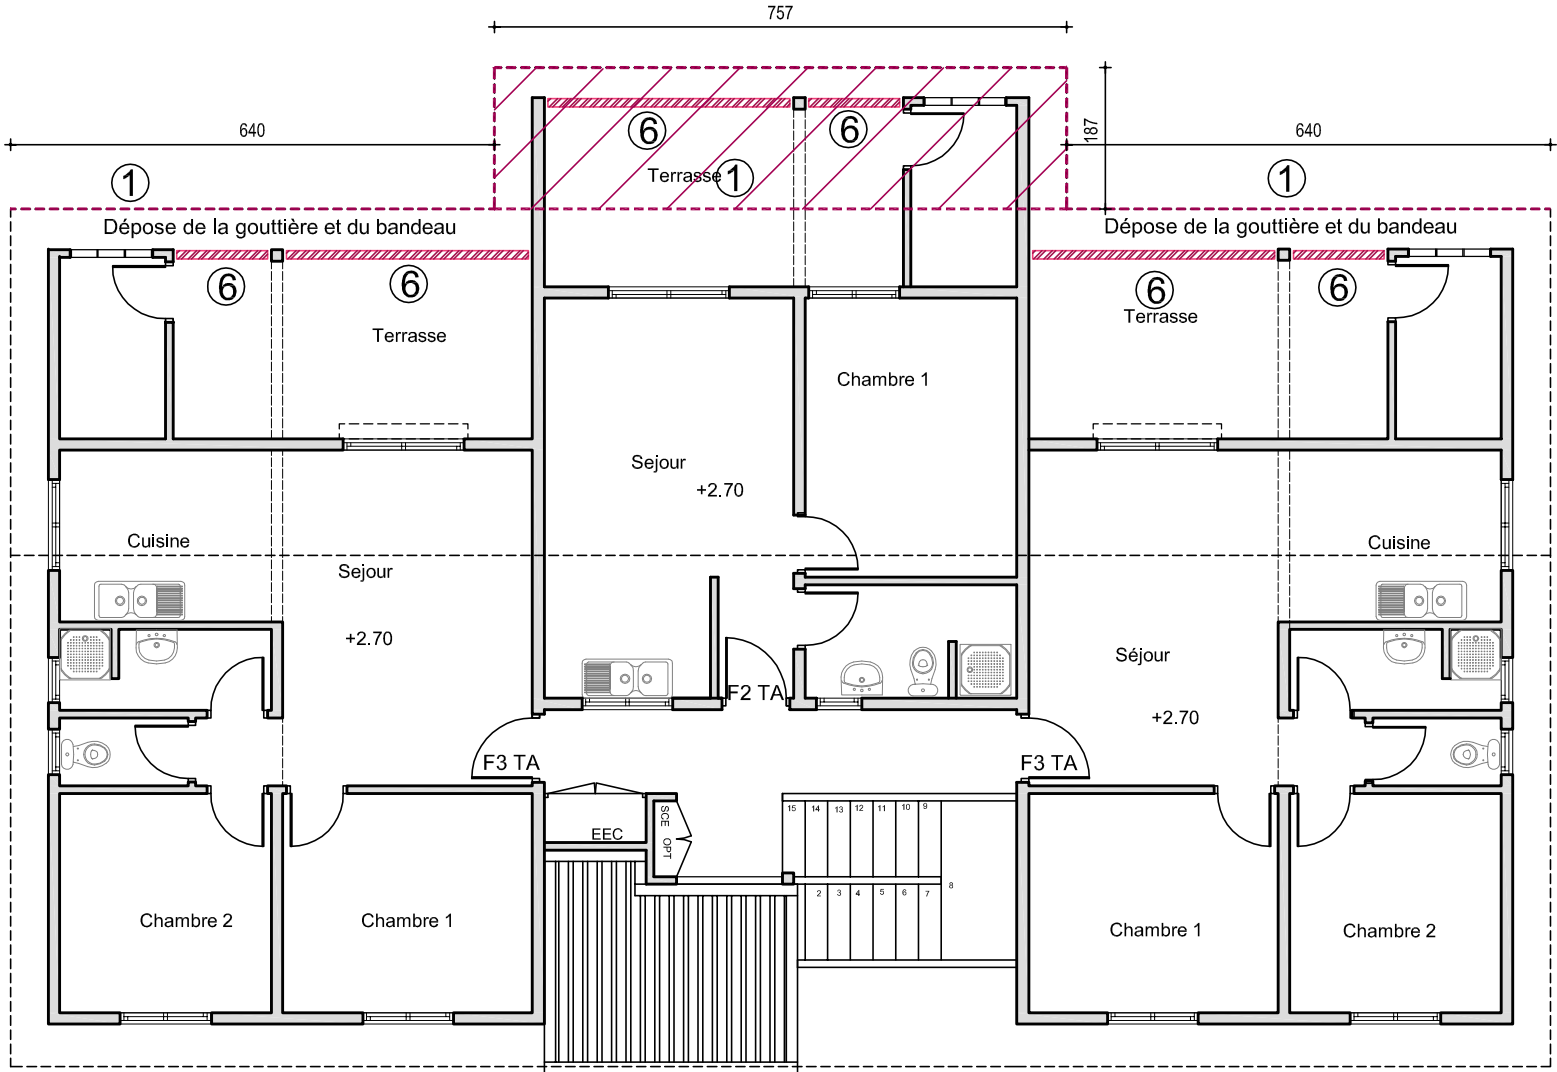 757
640
187
640
6
6
1
Terrasse
1
1
Dépose de la gouttière et du bandeau
Dépose de la gouttière et du bandeau
6
6
Terrasse
6
6
Terrasse
Chambre 1
Sejour
+2.70
Cuisine
Sejour
+2.70
Cuisine
Séjour
+2.70
F2 TA
F3 TA
F3 TA
EEC
SCE OPT
15 14 13 12 11 10 9
8
2 3 4 5 6 7
Chambre 2
Chambre 1
Chambre 1
Chambre 2